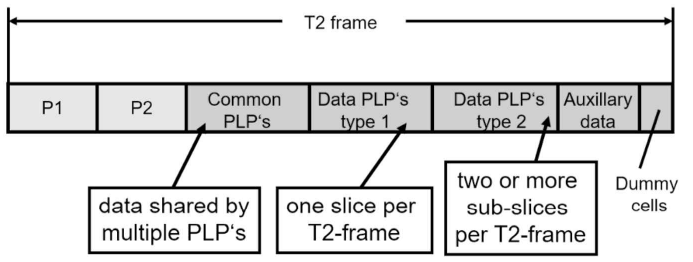 T2 frame
P1
P2
Common
PLP‘s
Data PLP‘s
type 1
Data PLP‘s
type 2
Auxillary
data
data shared by
multiple PLP‘s
one slice per
T2-frame
two or more
sub-slices
per T2-frame
Dummy
cells